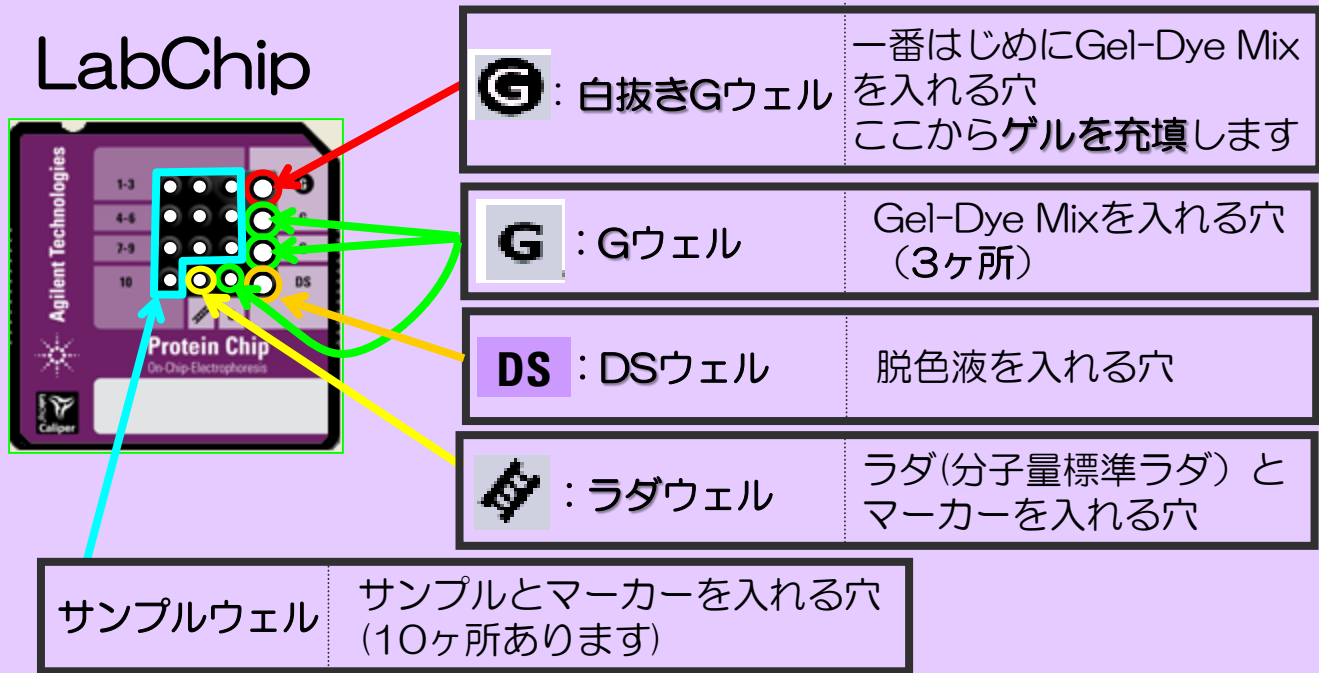 LabChip
G
: 白抜きGウェル
一番はじめにGel-Dye Mix
を入れる穴
ここからゲルを充填します
G
: Gウェル
Gel-Dye Mixを入れる穴
（3ヶ所）
DS
: DSウェル
脱色液を入れる穴
: ラダウェル
ラダ(分子量標準ラダ）と
マーカーを入れる穴
サンプルウェル
サンプルとマーカーを入れる穴
(10ヶ所あります)
Agilent Technologies
1-3
4-6
7-9
10
DS
Protein Chip
On-Chip-Electrophoresis
Caliper